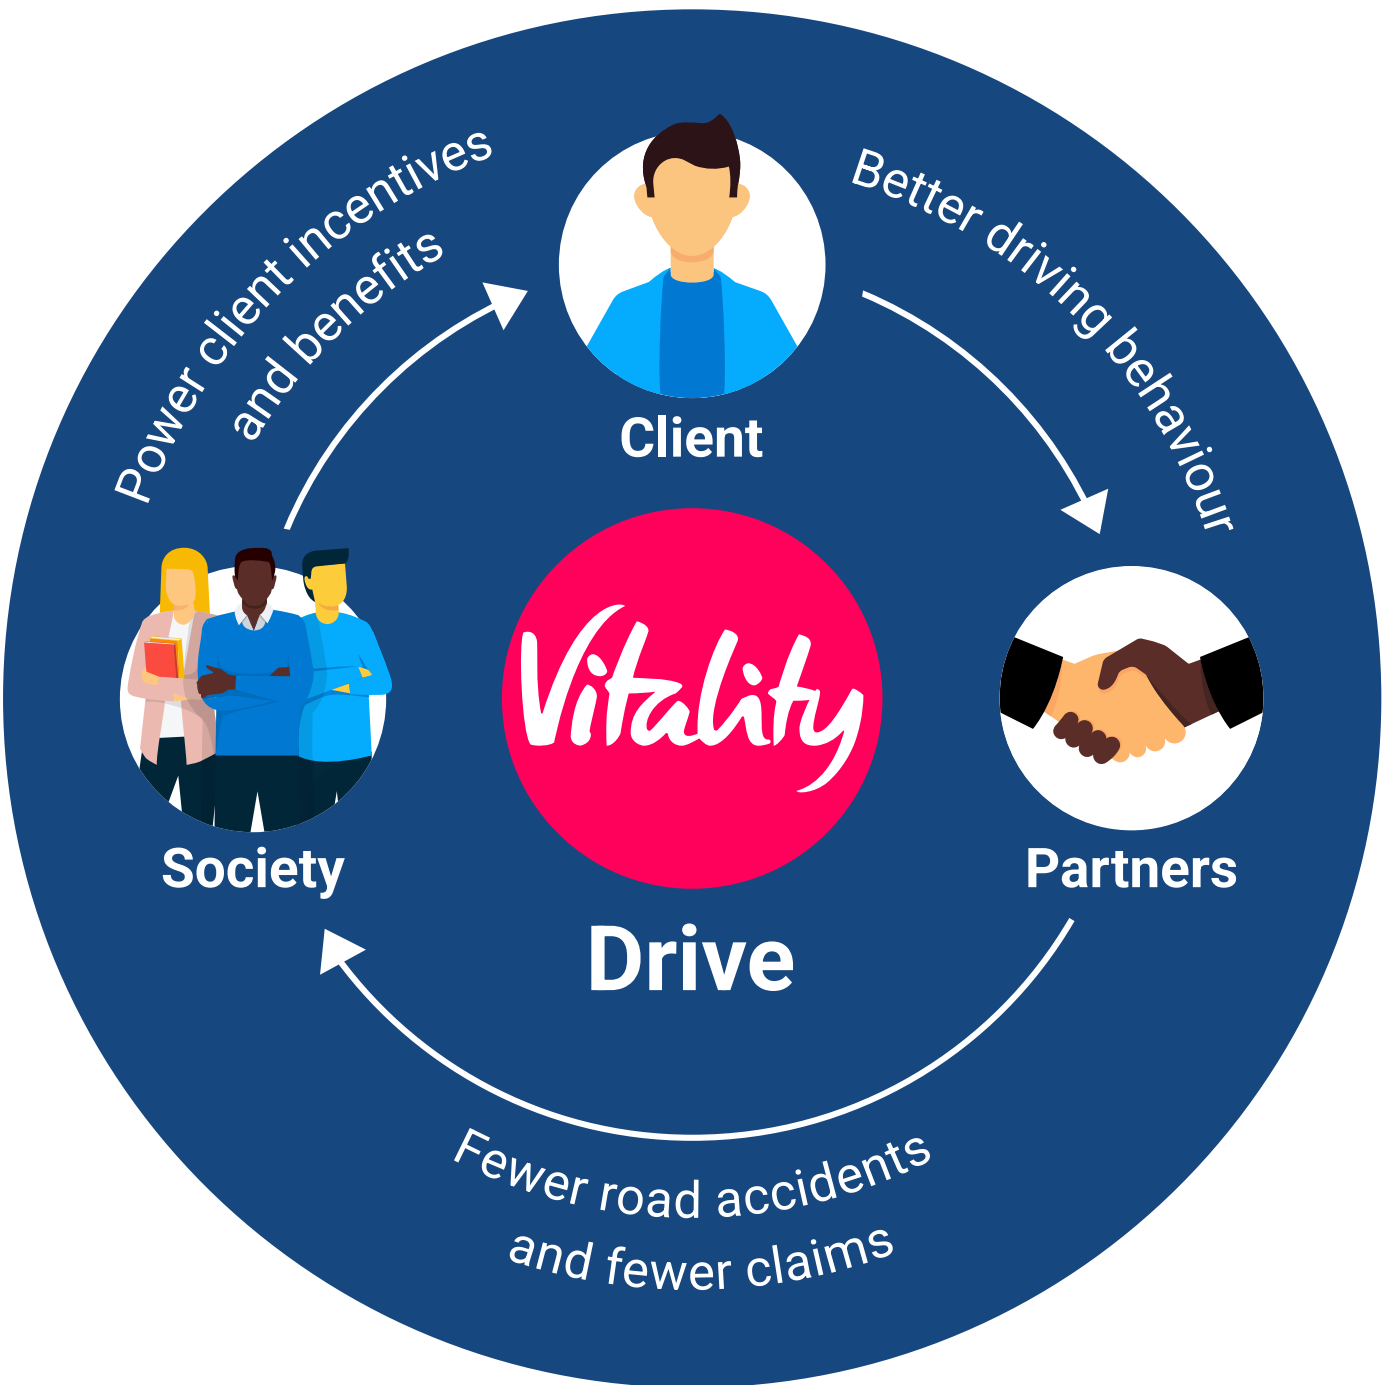 Power client incentives
and benefits
Better driving behaviour
Client
Vitality
Society
Partners
Drive
Fewer road accidents
and fewer claims